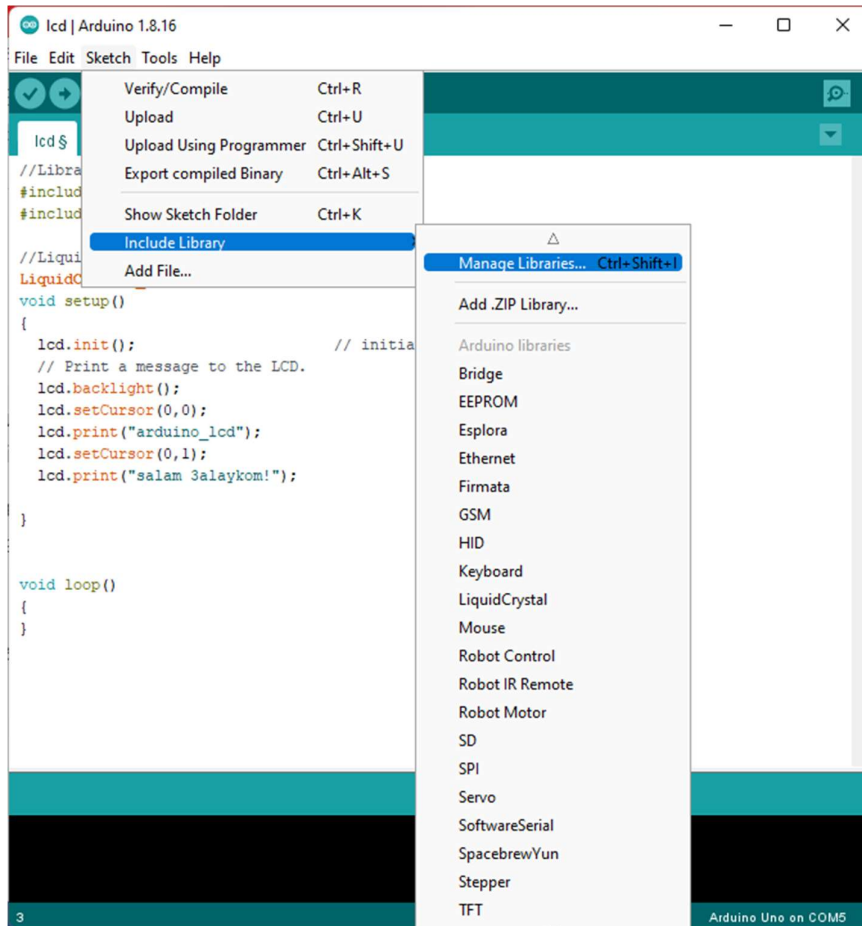 lcd | Arduino 1.8.16
File Edit Sketch Tools Help
Verify/Compile Ctrl+R
Upload Ctrl+U
Upload Using Programmer Ctrl+Shift+U
Export compiled Binary Ctrl+Alt+S
Show Sketch Folder Ctrl+K
Include Library
Add File...
Manage Libraries... Ctrl+Shift+I
Add .ZIP Library...
Arduino libraries
Bridge
EEPROM
Esplora
Ethernet
Firmata
GSM
HID
Keyboard
LiquidCrystal
Mouse
Robot Control
Robot IR Remote
Robot Motor
SD
SPI
Servo
SoftwareSerial
SpacebrewYun
Stepper
TFT
lcd §
//Libra
#includ
#includ
//Liqui
LiquidC
void setup()
{
lcd.init(); // initia
// Print a message to the LCD.
lcd.backlight();
lcd.setCursor(0,0);
lcd.print("arduino_lcd");
lcd.setCursor(0,1);
lcd.print("salam 3alaykom!");
}
void loop()
{
}
3 Arduino Uno on COM5